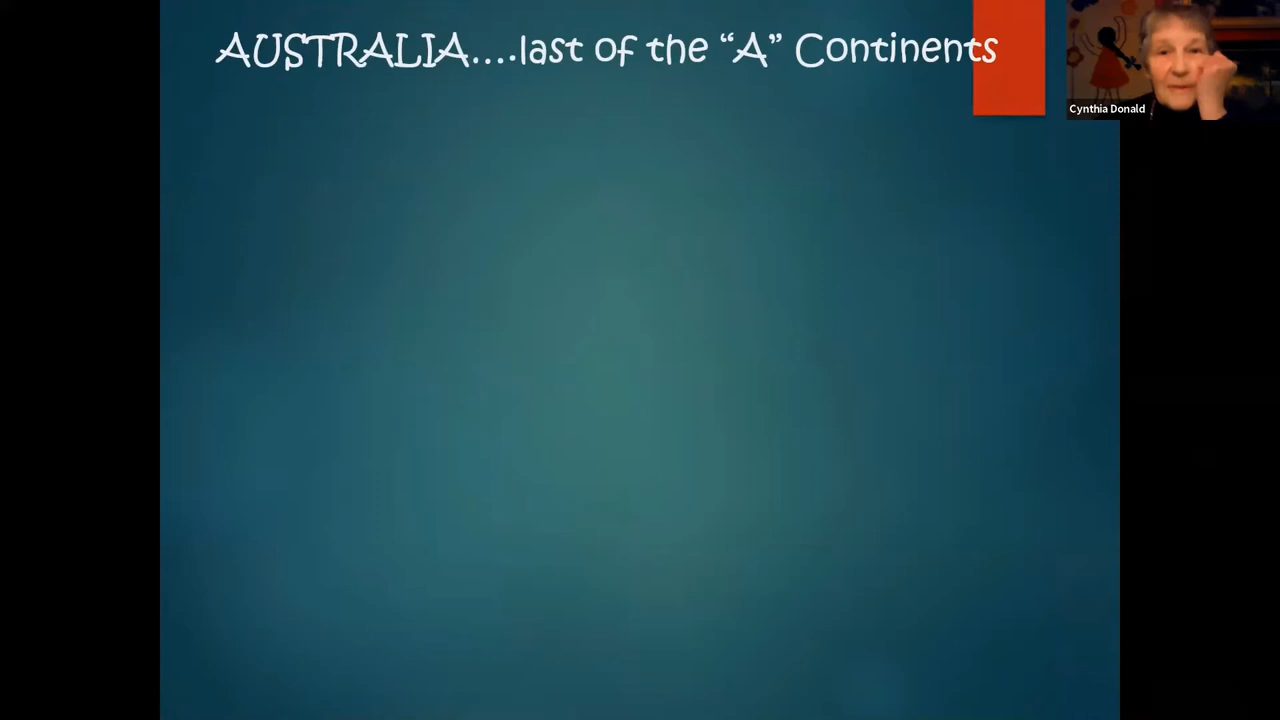 AUSTRALIA....last of the “A” Continents
Cynthia Donald